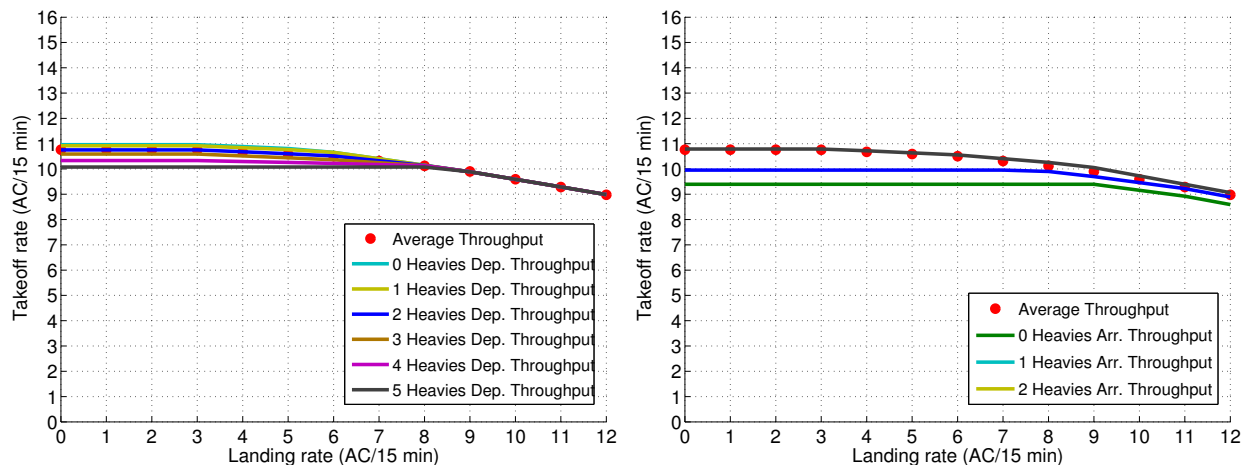 16
15
14
13
12
11
10
9
8
7
6
5
4
3
2
1
0
Takeoff rate (AC/15 min)
Average Throughput
0 Heavies Dep. Throughput
1 Heavies Dep. Throughput
2 Heavies Dep. Throughput
3 Heavies Dep. Throughput
4 Heavies Dep. Throughput
5 Heavies Dep. Throughput
0 1 2 3 4 5 6 7 8 9 10 11 12
Landing rate (AC/15 min)
16
15
14
13
12
11
10
9
8
7
6
5
4
3
2
1
0
Takeoff rate (AC/15 min)
Average Throughput
0 Heavies Arr. Throughput
1 Heavies Arr. Throughput
2 Heavies Arr. Throughput
0 1 2 3 4 5 6 7 8 9 10 11 12
Landing rate (AC/15 min)